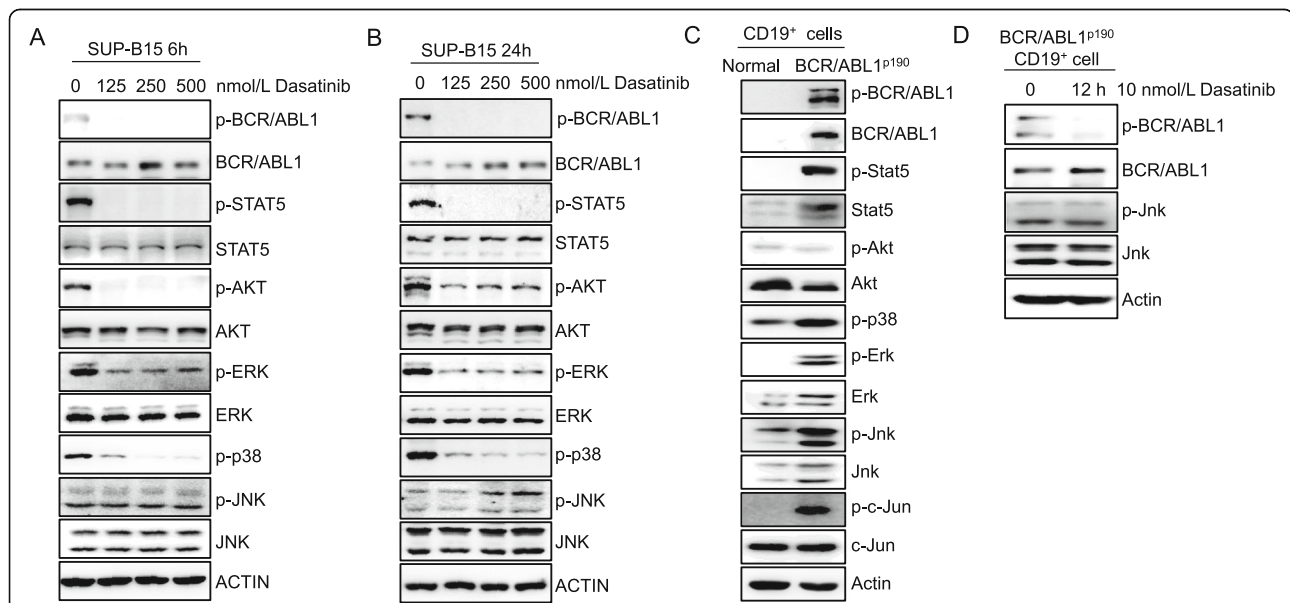 A
SUP-B15 6h
0 125 250 500 nmol/L Dasatinib
p-BCR/ABL1
BCR/ABL1
p-STAT5
STAT5
p-AKT
AKT
p-ERK
ERK
p-p38
p-JNK
JNK
ACTIN
B
SUP-B15 24h
0 125 250 500 nmol/L Dasatinib
p-BCR/ABL1
BCR/ABL1
p-STAT5
STAT5
p-AKT
AKT
p-ERK
ERK
p-p38
p-JNK
JNK
ACTIN
C
CD19⁺ cells
Normal BCR/ABL1ᵖ¹⁹⁰
p-BCR/ABL1
BCR/ABL1
p-Stat5
Stat5
p-Akt
Akt
p-p38
p-Erk
Erk
p-Jnk
Jnk
p-c-Jun
c-Jun
Actin
D
BCR/ABL1ᵖ¹⁹⁰
CD19⁺ cell
0 12 h 10 nmol/L Dasatinib
p-BCR/ABL1
BCR/ABL1
p-Jnk
Jnk
Actin